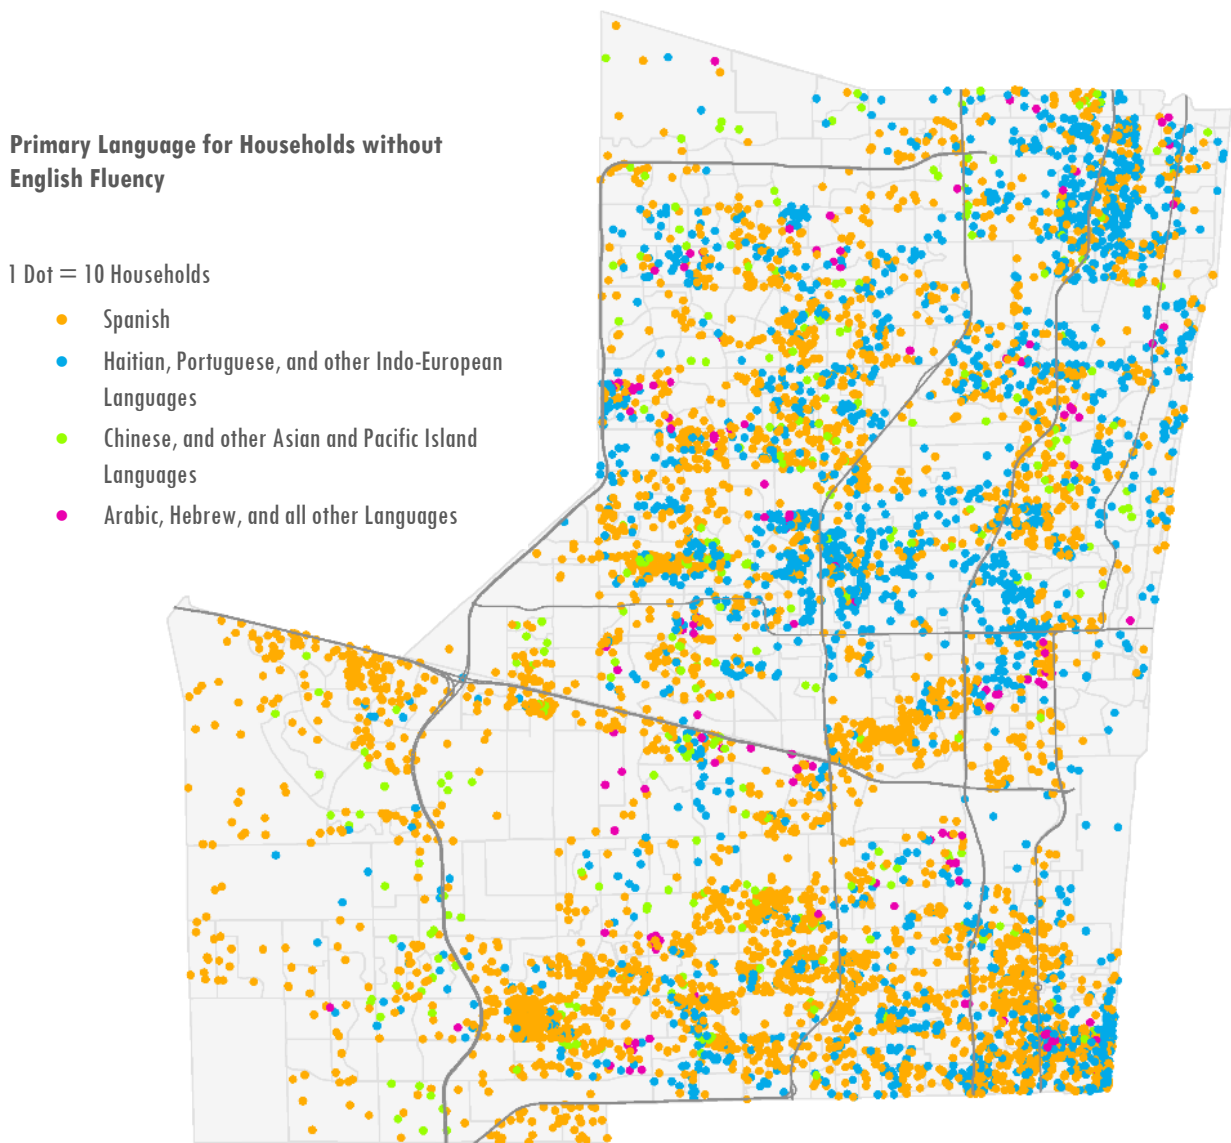 Primary Language for Households without
English Fluency
1 Dot = 10 Households
Spanish
Haitian, Portuguese, and other Indo-European
Languages
Chinese, and other Asian and Pacific Island
Languages
Arabic, Hebrew, and all other Languages